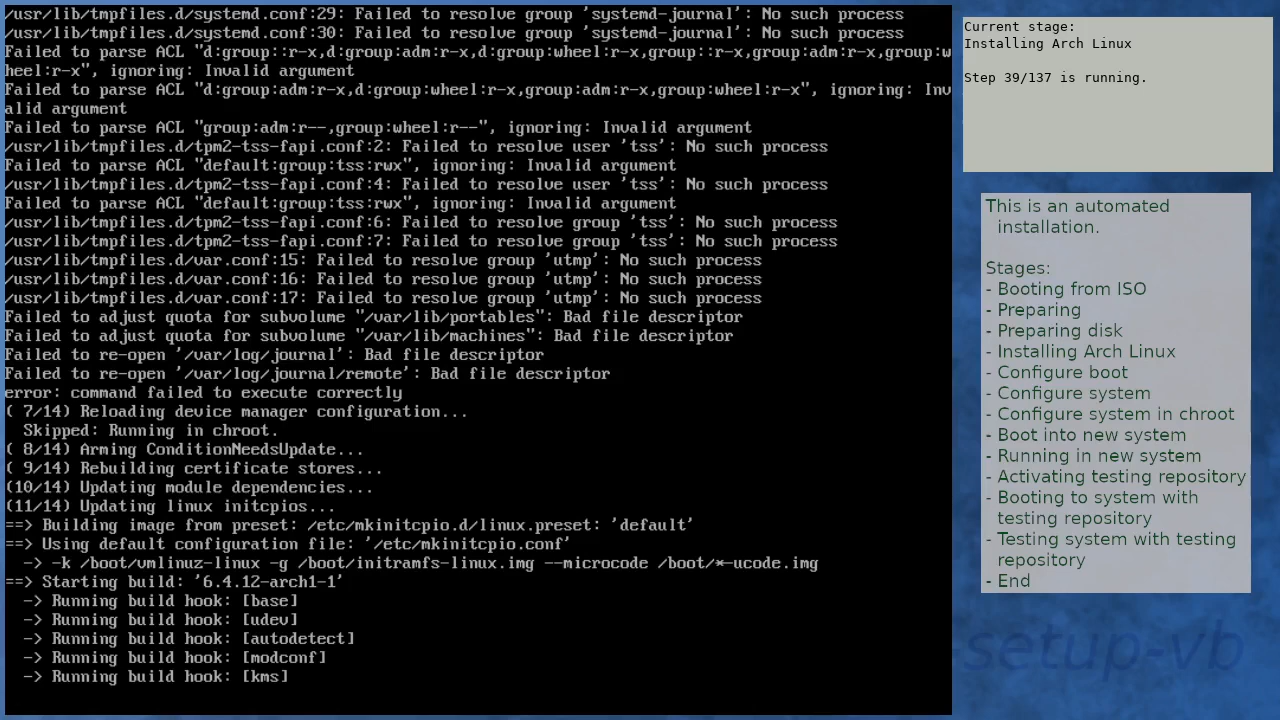 /usr/lib/tmpfiles.d/systemd.conf:29: Failed to resolve group 'systemd-journal': No such process
/usr/lib/tmpfiles.d/systemd.conf:30: Failed to resolve group 'systemd-journal': No such process
Failed to parse ACL "d:group::r-x,d:group:adm:r-x,d:group:wheel:r-x,group::r-x,group:adm:r-x,group:w
heel:r-x", ignoring: Invalid argument
Failed to parse ACL "d:group:adm:r-x,d:group:wheel:r-x,group:adm:r-x,group:wheel:r-x", ignoring: Inv
alid argument
Failed to parse ACL "group:adm:r--,group:wheel:r--", ignoring: Invalid argument
/usr/lib/tmpfiles.d/tpm2-tss-fapi.conf:2: Failed to resolve user 'tss': No such process
Failed to parse ACL "default:group:tss:rwx", ignoring: Invalid argument
/usr/lib/tmpfiles.d/tpm2-tss-fapi.conf:4: Failed to resolve user 'tss': No such process
Failed to parse ACL "default:group:tss:rwx", ignoring: Invalid argument
/usr/lib/tmpfiles.d/tpm2-tss-fapi.conf:6: Failed to resolve group 'tss': No such process
/usr/lib/tmpfiles.d/tpm2-tss-fapi.conf:7: Failed to resolve group 'tss': No such process
/usr/lib/tmpfiles.d/var.conf:15: Failed to resolve group 'utmp': No such process
/usr/lib/tmpfiles.d/var.conf:16: Failed to resolve group 'utmp': No such process
/usr/lib/tmpfiles.d/var.conf:17: Failed to resolve group 'utmp': No such process
Failed to adjust quota for subvolume "/var/lib/portables": Bad file descriptor
Failed to adjust quota for subvolume "/var/lib/machines": Bad file descriptor
Failed to re-open '/var/log/journal': Bad file descriptor
Failed to re-open '/var/log/journal/remote': Bad file descriptor
error: command failed to execute correctly
( 7/14) Reloading device manager configuration...
  Skipped: Running in chroot.
( 8/14) Arming ConditionNeedsUpdate...
( 9/14) Rebuilding certificate stores...
(10/14) Updating module dependencies...
(11/14) Updating linux initcpios...
==> Building image from preset: /etc/mkinitcpio.d/linux.preset: 'default'
==> Using default configuration file: '/etc/mkinitcpio.conf'
  -> -k /boot/vmlinuz-linux -g /boot/initramfs-linux.img --microcode /boot/*-ucode.img
==> Starting build: '6.4.12-arch1-1'
  -> Running build hook: [base]
  -> Running build hook: [udev]
  -> Running build hook: [autodetect]
  -> Running build hook: [modconf]
  -> Running build hook: [kms]
Current stage:
Installing Arch Linux
Step 39/137 is running.
This is an automated
installation.
Stages:
- Booting from ISO
- Preparing
- Preparing disk
- Installing Arch Linux
- Configure boot
- Configure system
- Configure system in chroot
- Boot into new system
- Running in new system
- Activating testing repository
- Booting to system with
testing repository
- Testing system with testing
repository
- End
-setup-vb